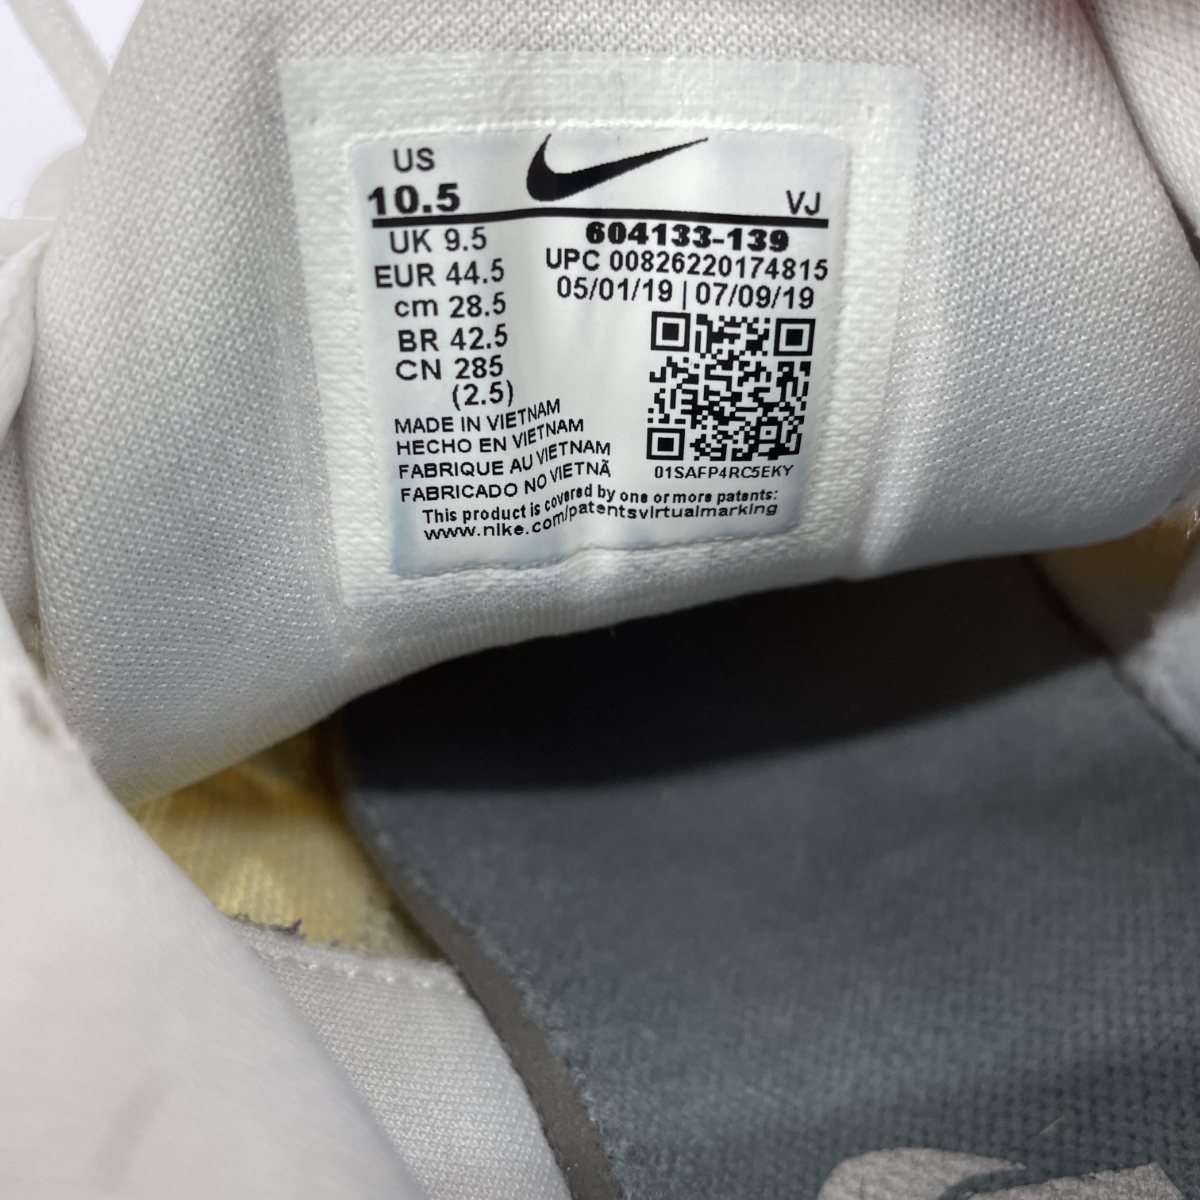 US
10.5
VJ
UK 9.5
EUR 44.5
cm 28.5
BR 42.5
CN 285
(2.5)
604133-139
UPC 00826220174815
05/01/19 | 07/09/19
01SAFP4RC5EKY
MADE IN VIETNAM
HECHO EN VIETNAM
FABRIQUE AU VIETNAM
FABRICADO NO VIETNÃ
This product is covered by one or more patents:
www.nike.com/patentsvirtualmarking